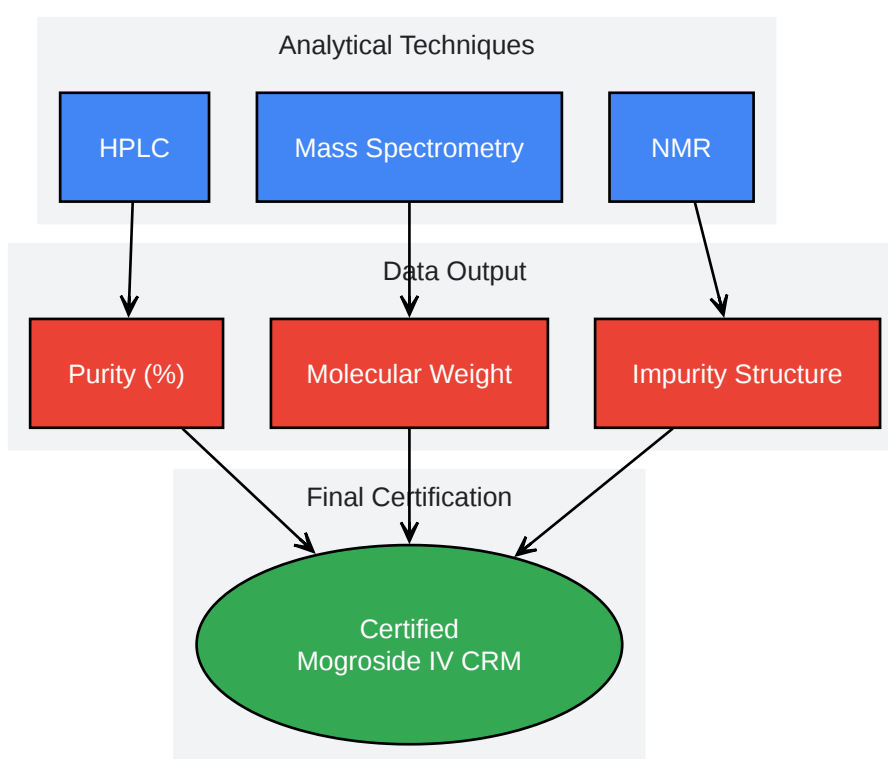 Analytical Techniques
HPLC
Mass Spectrometry
NMR
Data Output
Purity (%)
Molecular Weight
Impurity Structure
Final Certification
Certified
Mogroside IV CRM